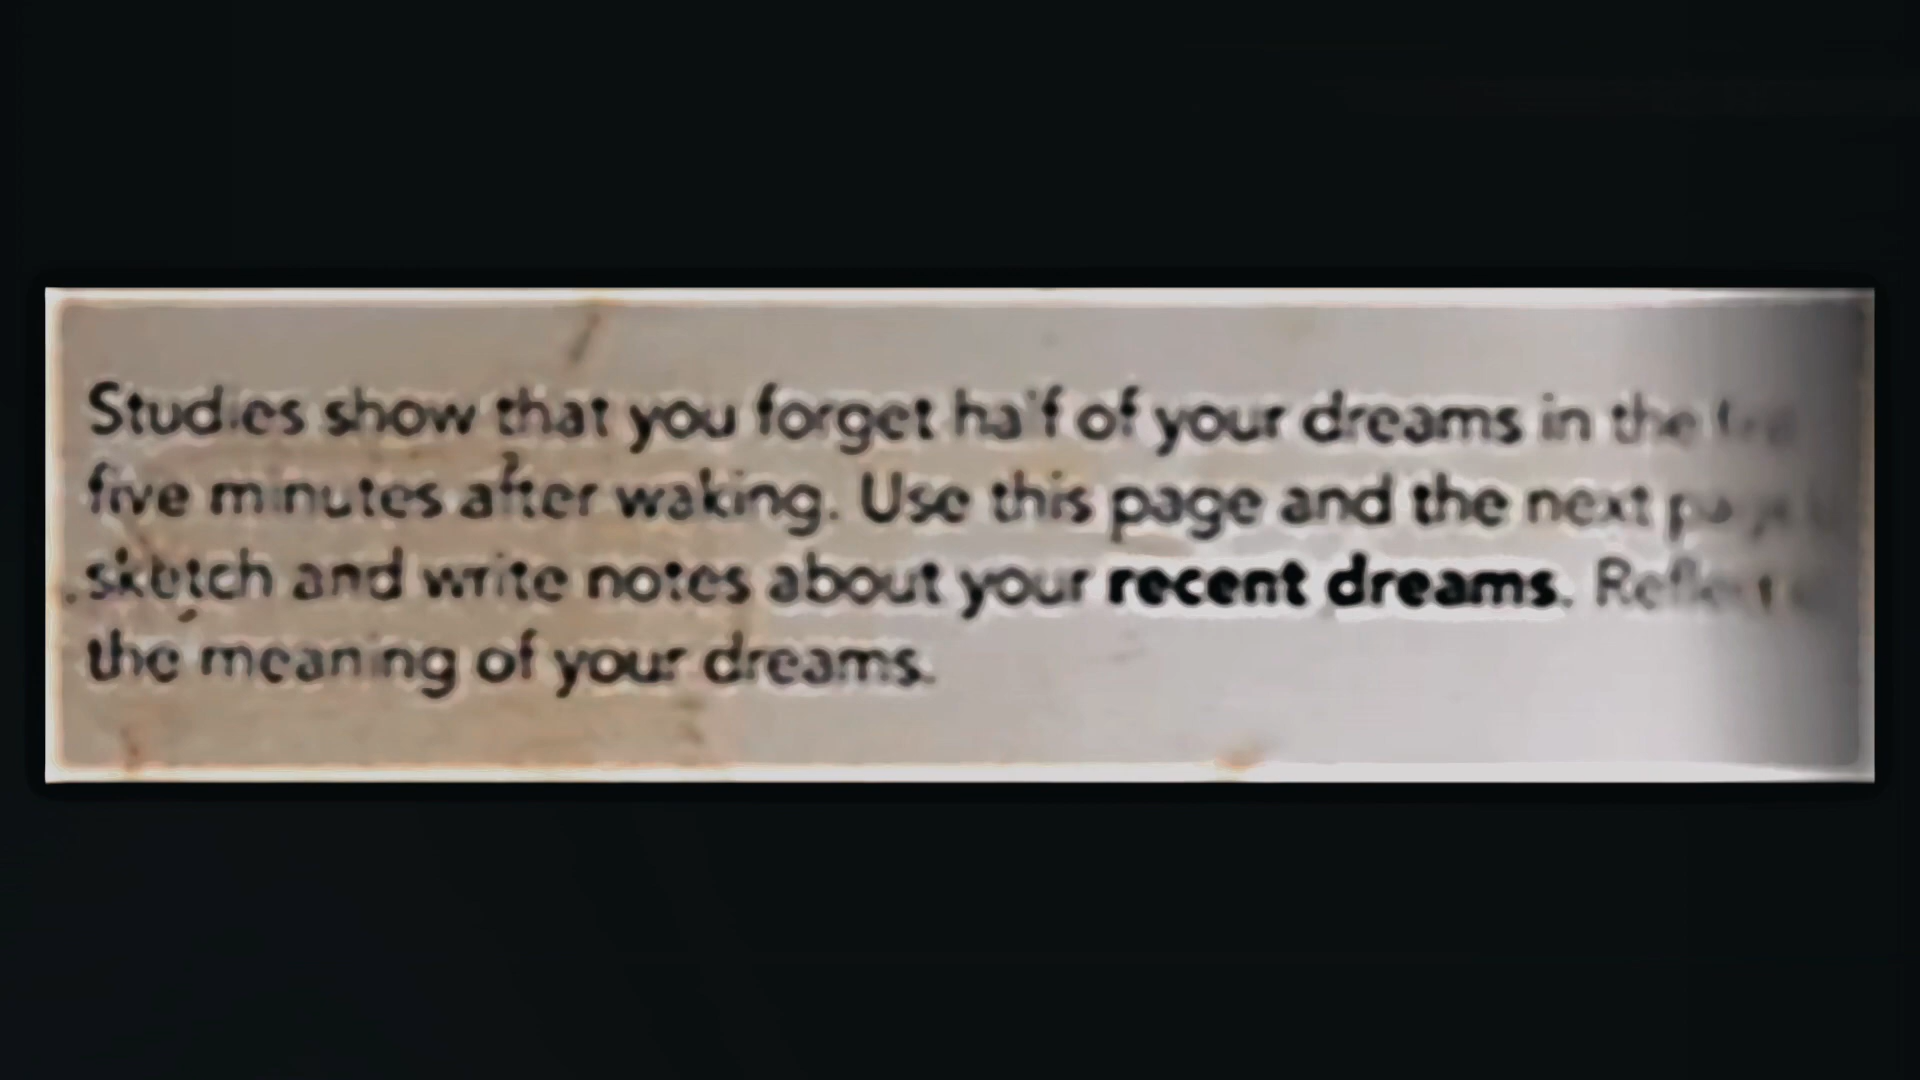 Studies show that you forget half of your dreams in the
five minutes after waking. Use this page and the next
sketch and write notes about your recent dreams. Reflect
the meaning of your dreams.